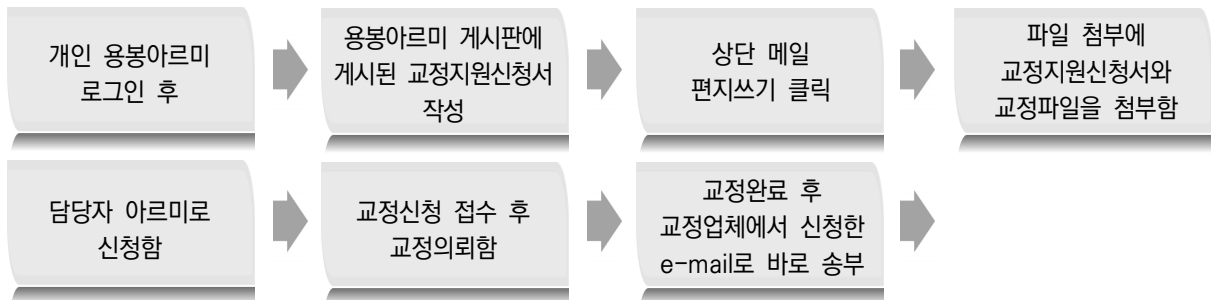 개인 용봉아르미
로그인 후
용봉아르미 게시판에
게시된 교정지원신청서
작성
상단 메일
편지쓰기 클릭
파일 첨부에
교정지원신청서와
교정파일을 첨부함
담당자 아르미로
신청함
교정신청 접수 후
교정의뢰함
교정완료 후
교정업체에서 신청한
e-mail로 바로 송부